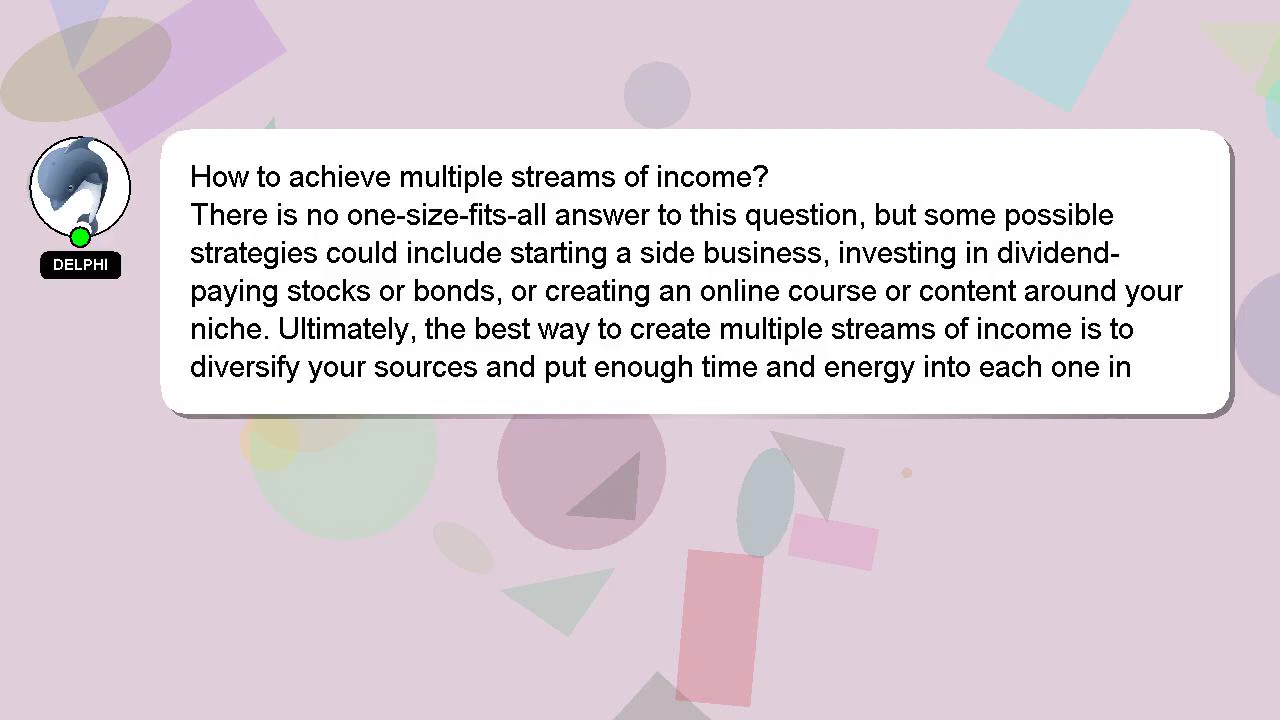 How to achieve multiple streams of income?
There is no one-size-fits-all answer to this question, but some possible
strategies could include starting a side business, investing in dividend-
paying stocks or bonds, or creating an online course or content around your
niche. Ultimately, the best way to create multiple streams of income is to
diversify your sources and put enough time and energy into each one in
DELPHI